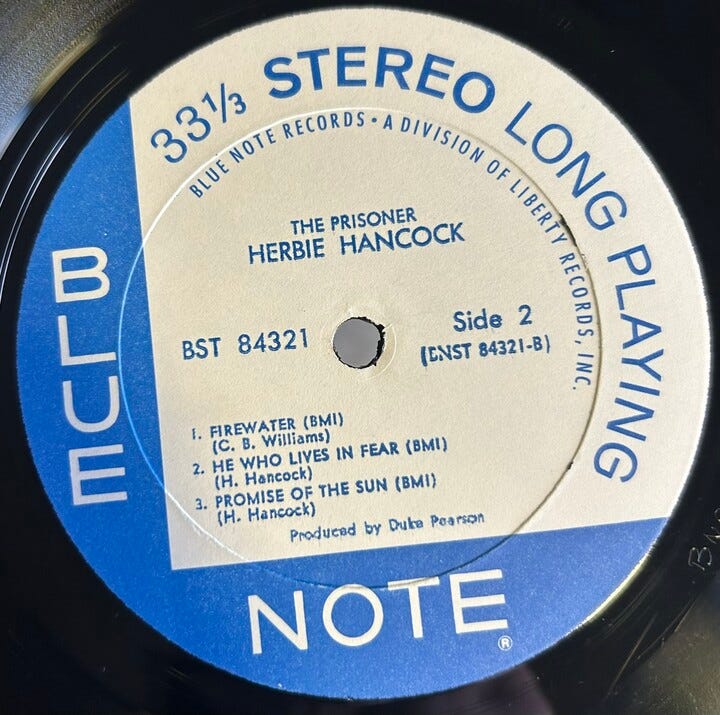 33⅓ STEREO LONG PLAYING
BLUE NOTE RECORDS • A DIVISION OF LIBERTY RECORDS, INC.
THE PRISONER
HERBIE HANCOCK
BST 84321
Side 2
(BNST 84321-B)
1. FIREWATER (BMI)
(C. B. Williams)
2. HE WHO LIVES IN FEAR (BMI)
(H. Hancock)
3. PROMISE OF THE SUN (BMI)
(H. Hancock)
Produced by Duke Pearson
BLUE
NOTE ®